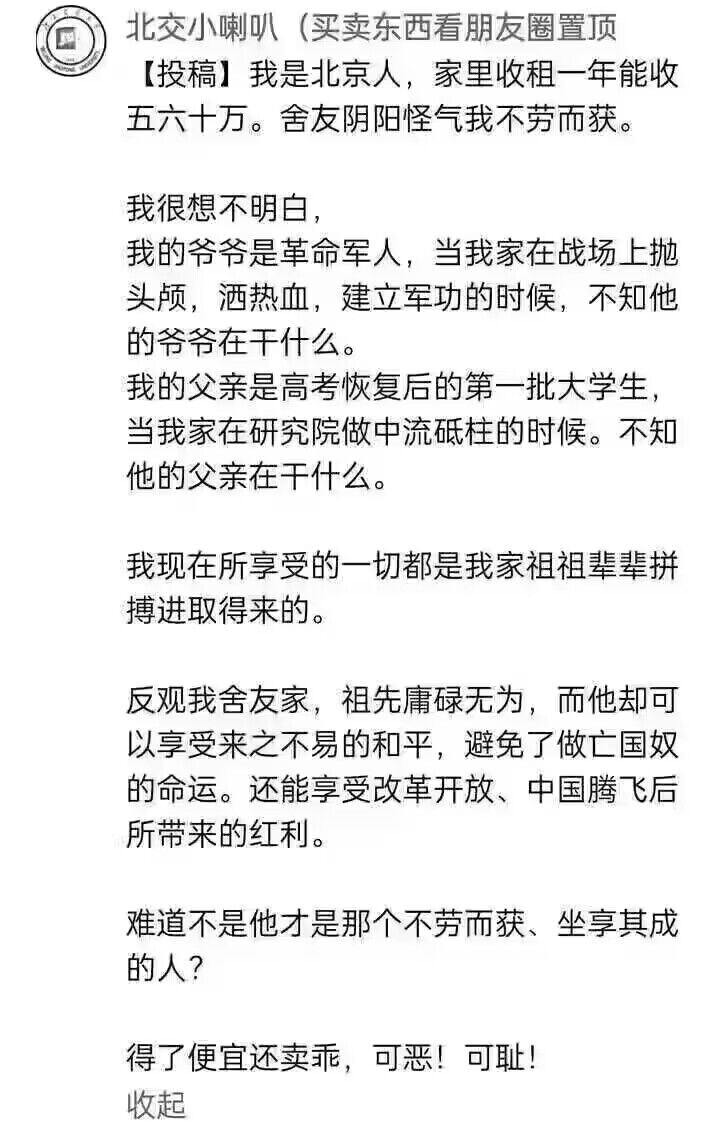 北交小喇叭（买卖东西看朋友圈置顶
【投稿】我是北京人，家里收租一年能收
五六十万。舍友阴阳怪气我不劳而获。
我很想不明白，
我的爷爷是革命军人，当我家在战场上抛
头颅，洒热血，建立军功的时候，不知他
的爷爷在干什么。
我的父亲是高考恢复后的第一批大学生，
当我家在研究院做中流砥柱的时候。不知
他的父亲在干什么。
我现在所享受的一切都是我家祖祖辈辈拼
搏进取得来的。
反观我舍友家，祖先庸碌无为，而他却可
以享受来之不易的和平，避免了做亡国奴
的命运。还能享受改革开放、中国腾飞后
所带来的红利。
难道不是他才是那个不劳而获、坐享其成
的人？
得了便宜还卖乖，可恶！可耻！
收起